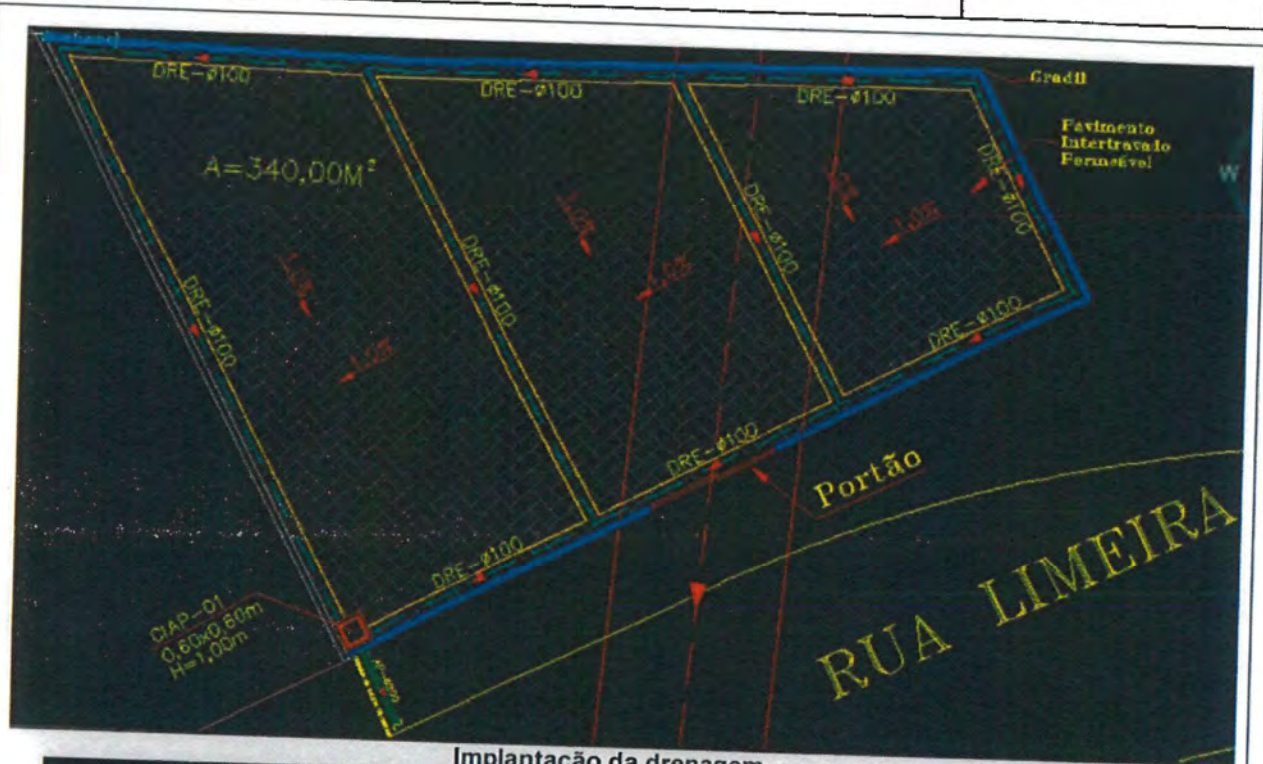 DRE-ø100
DRE-ø100
DRE-ø100
Gradil
Pavimento
Intertravado
Permeável
W
A=340,00M²
DRE-ø100
DRE-ø100
DRE-ø100
DRE-ø100
1,0%
1,0%
1,0%
1,0%
1,0%
DRE-ø100
DRE-ø100
DRE-ø100
Portão
CIAP-01
0,60x0,60m
H=1,00m
RUA LIMEIRA
Implantação da drenagem